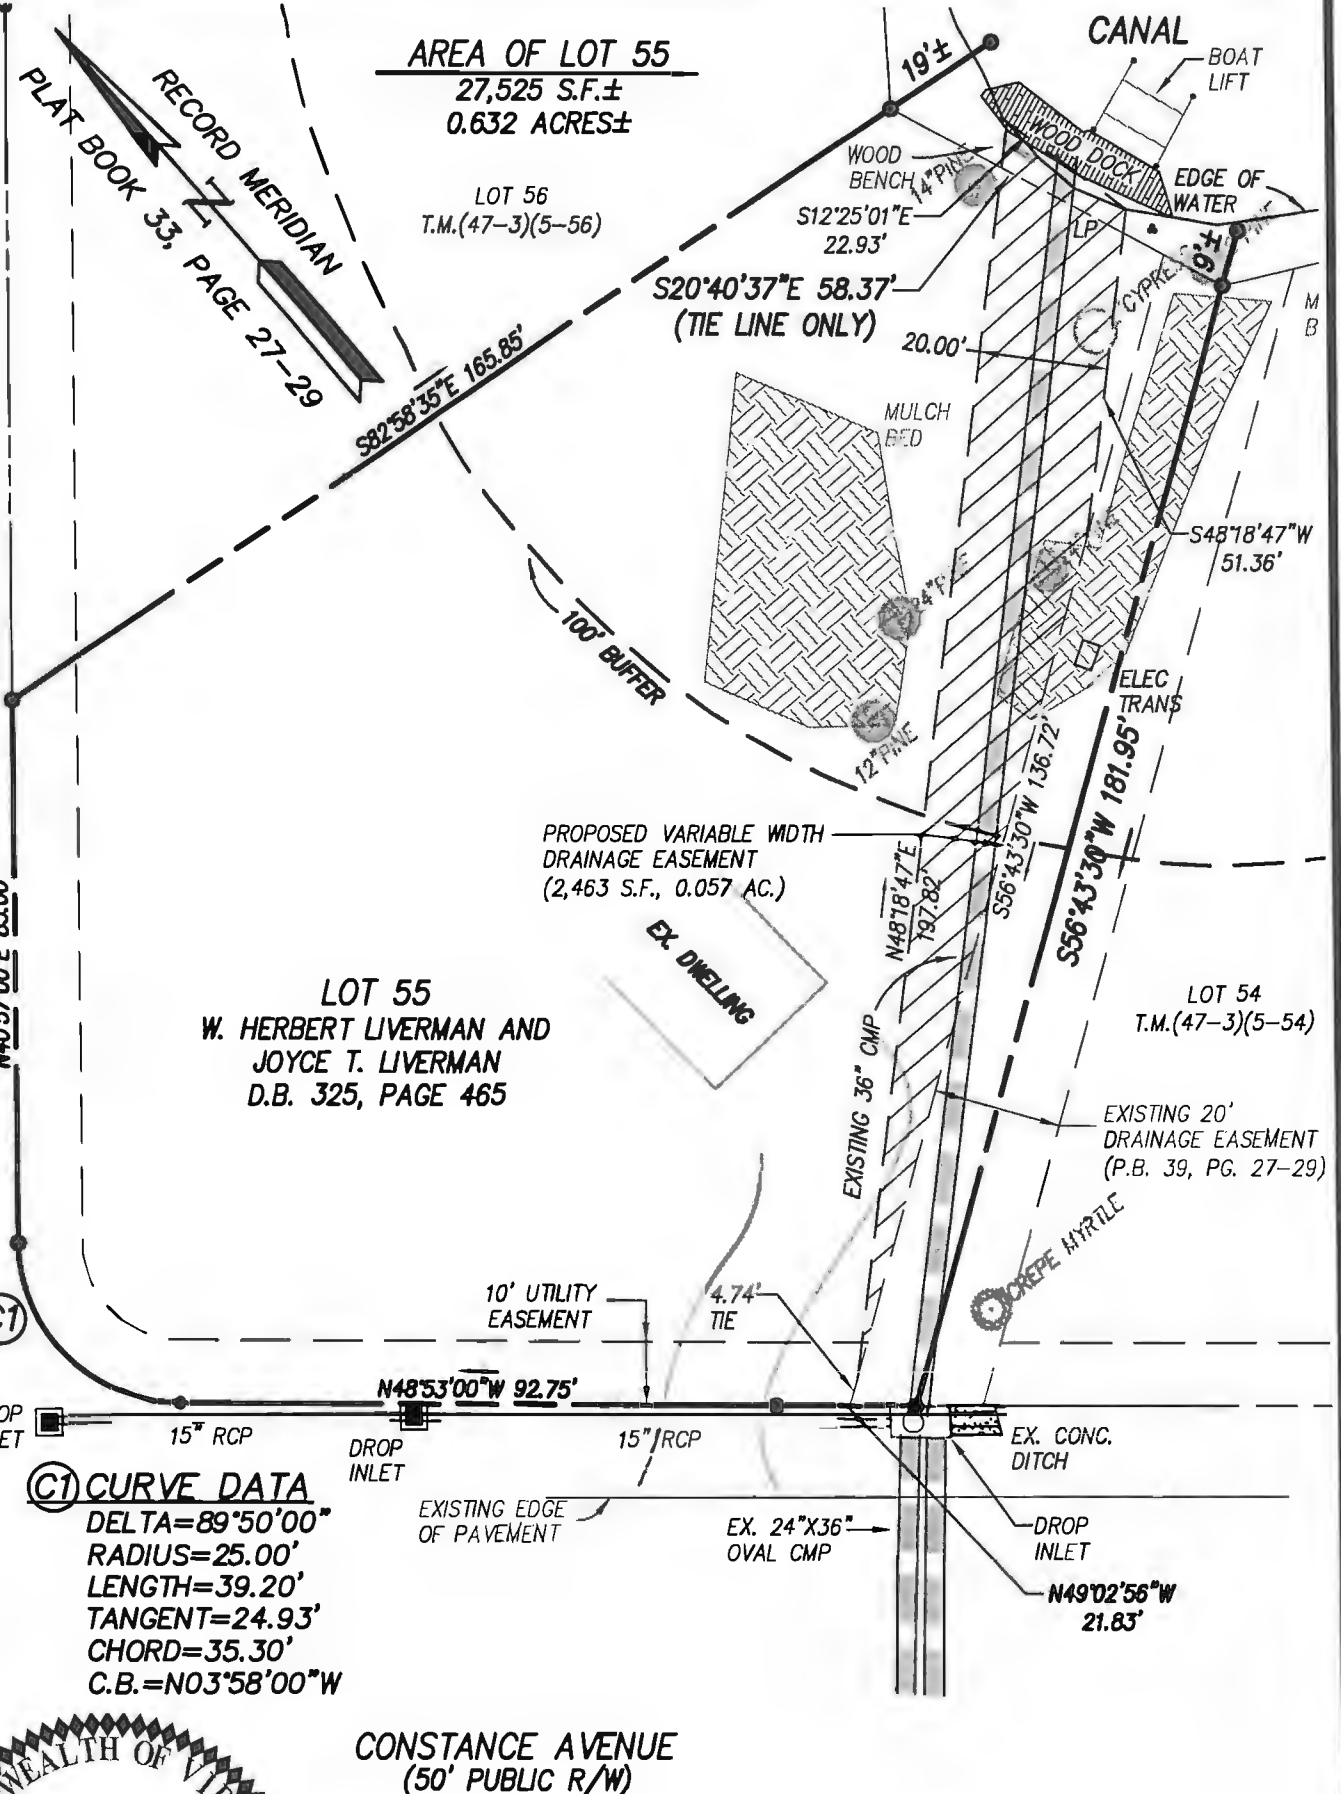 AREA OF LOT 55
27,525 S.F.±
0.632 ACRES±
CANAL
BOAT
LIFT
19'±
RECORD MERIDIAN
PLAT BOOK 33, PAGE 27-29
N
LOT 56
T.M.(47-3)(5-56)
WOOD
BENCH
14"PINE
WOOD DOCK
EDGE OF
WATER
S12°25'01"E
22.93'
LP
S20°40'37"E 58.37'
(TIE LINE ONLY)
20.00'
S82°58'35"E 165.85'
MULCH
BED
S48°18'47"W
51.36'
100' BUFFER
12"PINE
ELEC
TRANS
PROPOSED VARIABLE WIDTH
DRAINAGE EASEMENT
(2,463 S.F., 0.057 AC.)
N48°18'47"E
197.82'
S56°43'30"W 136.72'
S56°43'30"W 181.95'
EX. DWELLING
LOT 55
W. HERBERT LIVERMAN AND
JOYCE T. LIVERMAN
D.B. 325, PAGE 465
LOT 54
T.M.(47-3)(5-54)
EXISTING 36" CMP
EXISTING 20'
DRAINAGE EASEMENT
(P.B. 39, PG. 27-29)
CREPE MYRTLE
10' UTILITY
EASEMENT
4.74'
TIE
C1
N48°53'00"W 92.75'
15" RCP
DROP
INLET
15" RCP
EX. CONC.
DITCH
EXISTING EDGE
OF PAVEMENT
EX. 24"X36"
OVAL CMP
DROP
INLET
N49°02'56"W
21.83'
C1 CURVE DATA
DELTA=89°50'00"
RADIUS=25.00'
LENGTH=39.20'
TANGENT=24.93'
CHORD=35.30'
C.B.=N03°58'00"W
CONSTANCE AVENUE
(50' PUBLIC R/W)
WEALTH OF